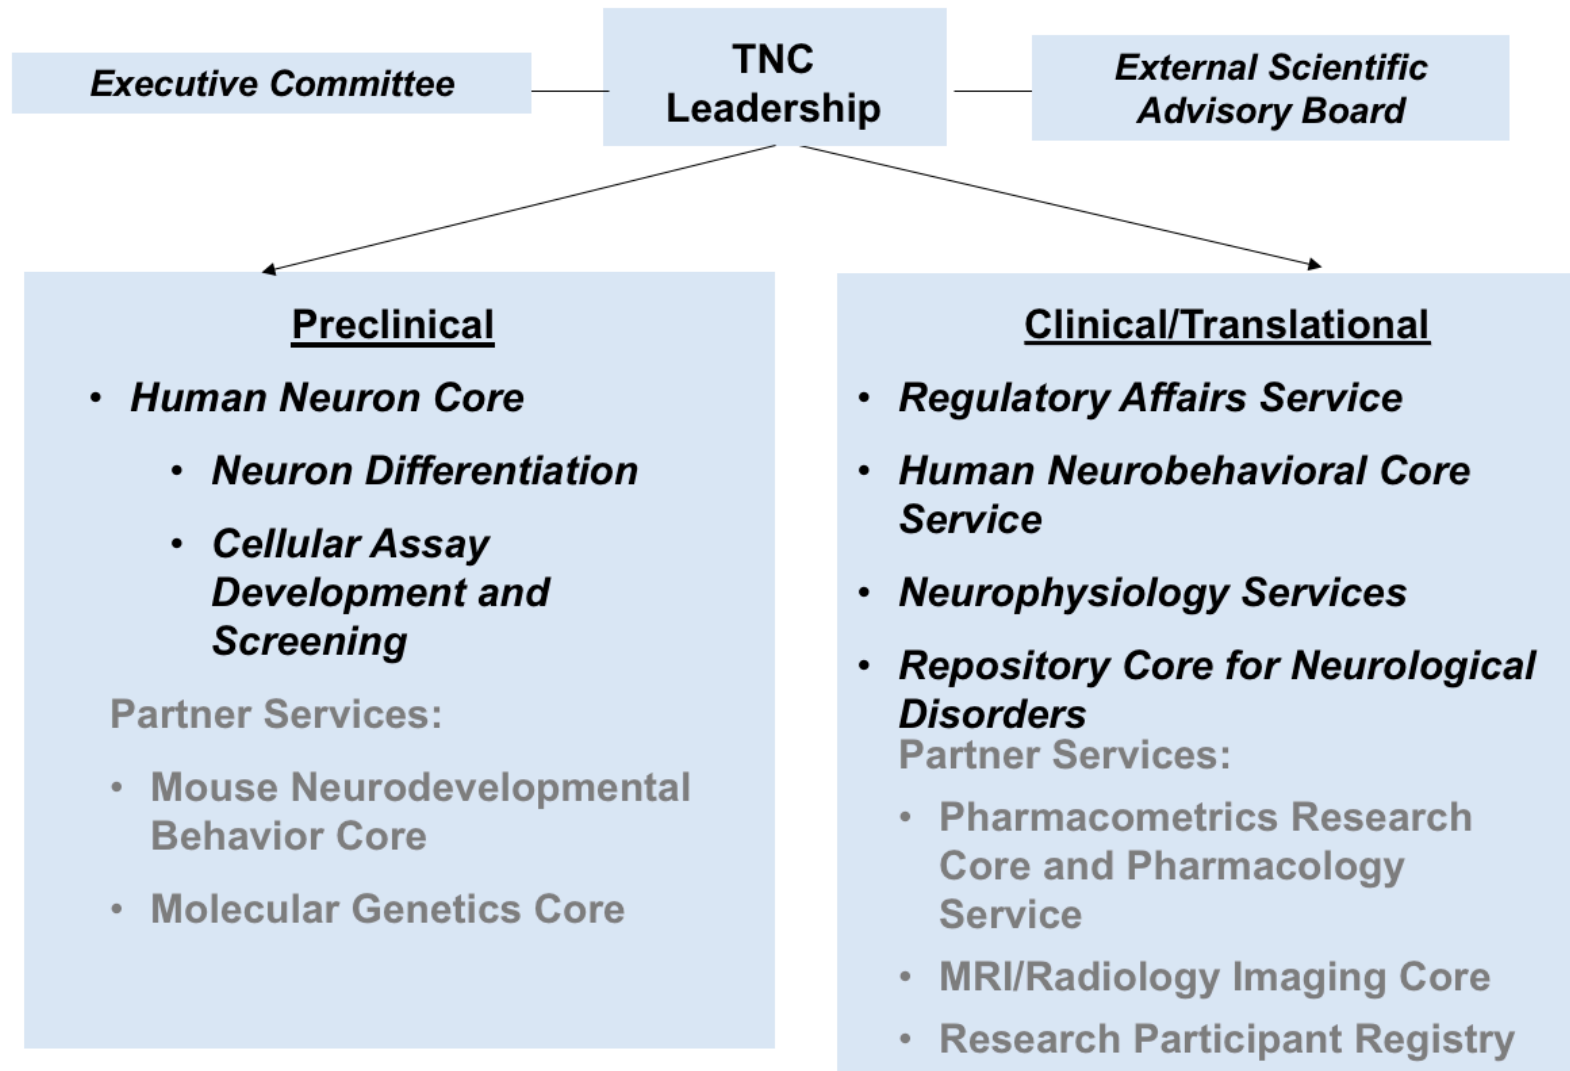 Executive Committee
TNC
Leadership
External Scientific
Advisory Board
Preclinical
• Human Neuron Core
• Neuron Differentiation
• Cellular Assay
Development and
Screening
Partner Services:
• Mouse Neurodevelopmental
Behavior Core
• Molecular Genetics Core
Clinical/Translational
• Regulatory Affairs Service
• Human Neurobehavioral Core
Service
• Neurophysiology Services
• Repository Core for Neurological
Disorders
Partner Services:
• Pharmacometrics Research
Core and Pharmacology
Service
• MRI/Radiology Imaging Core
• Research Participant Registry